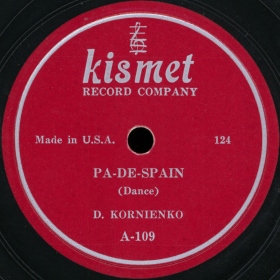 kismet
RECORD COMPANY
Made in U.S.A.
124
PA-DE-SPAIN
(Dance)
D. KORNIENKO
A-109